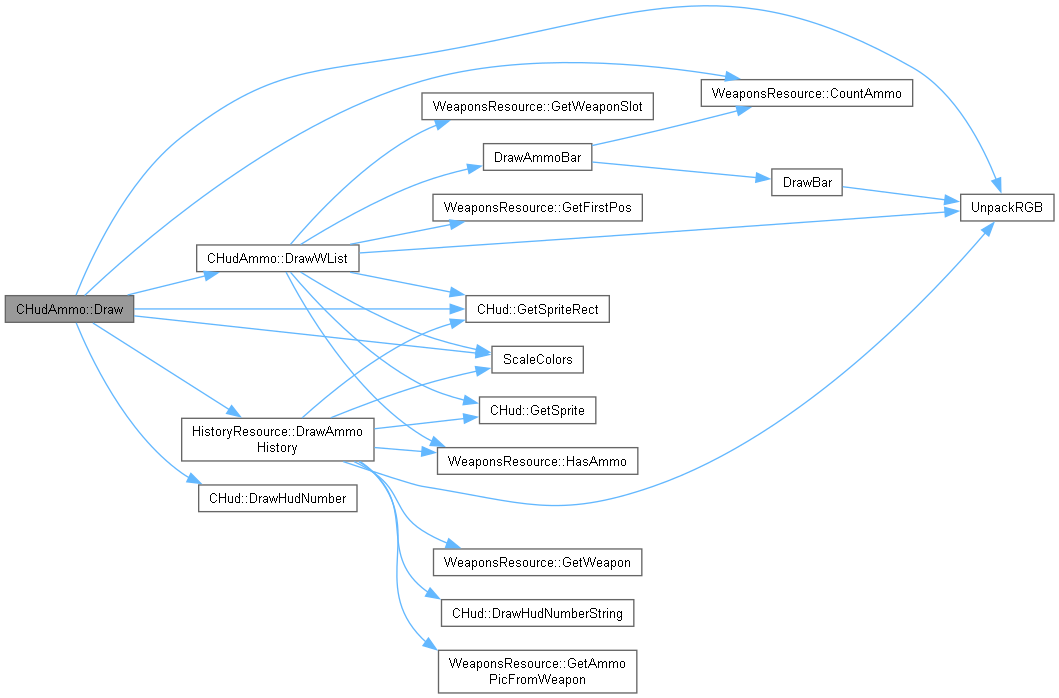 WeaponsResource::CountAmmo
WeaponsResource::GetWeaponSlot
DrawAmmoBar
DrawBar
WeaponsResource::GetFirstPos
UnpackRGB
CHudAmmo::DrawWList
CHudAmmo::Draw
CHud::GetSpriteRect
ScaleColors
CHud::GetSprite
HistoryResource::DrawAmmo
History
WeaponsResource::HasAmmo
CHud::DrawHudNumber
WeaponsResource::GetWeapon
CHud::DrawHudNumberString
WeaponsResource::GetAmmo
PicFromWeapon